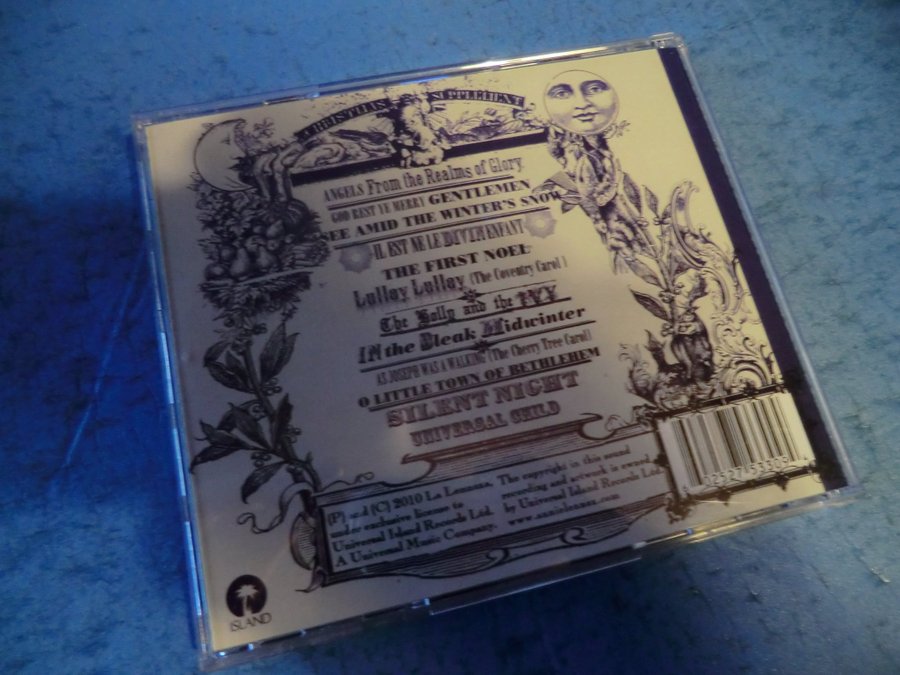 CHRISTMAS SUPPLEMENT
ANGELS From the Realms of Glory.
GOD REST YE MERRY GENTLEMEN
SEE AMID THE WINTER'S SNOW
IL EST NE LE DIVIN ENFANT
THE FIRST NOEL
Lullay Lullay (The Coventry Carol)
The Holly and the IVY
IN the Bleak Midwinter
AS JOSEPH WAS A WALKING (The Cherry Tree Carol)
O LITTLE TOWN OF BETHLEHEM
SILENT NIGHT
UNIVERSAL CHILD
(P) and (C) 2010 La Lennoxa,
under exclusive license to
Universal Island Records Ltd.
A Universal Music Company.
The copyright in this sound
recording and artwork is owned
by Universal Island Records Ltd.
www.annielennox.com
ISLAND